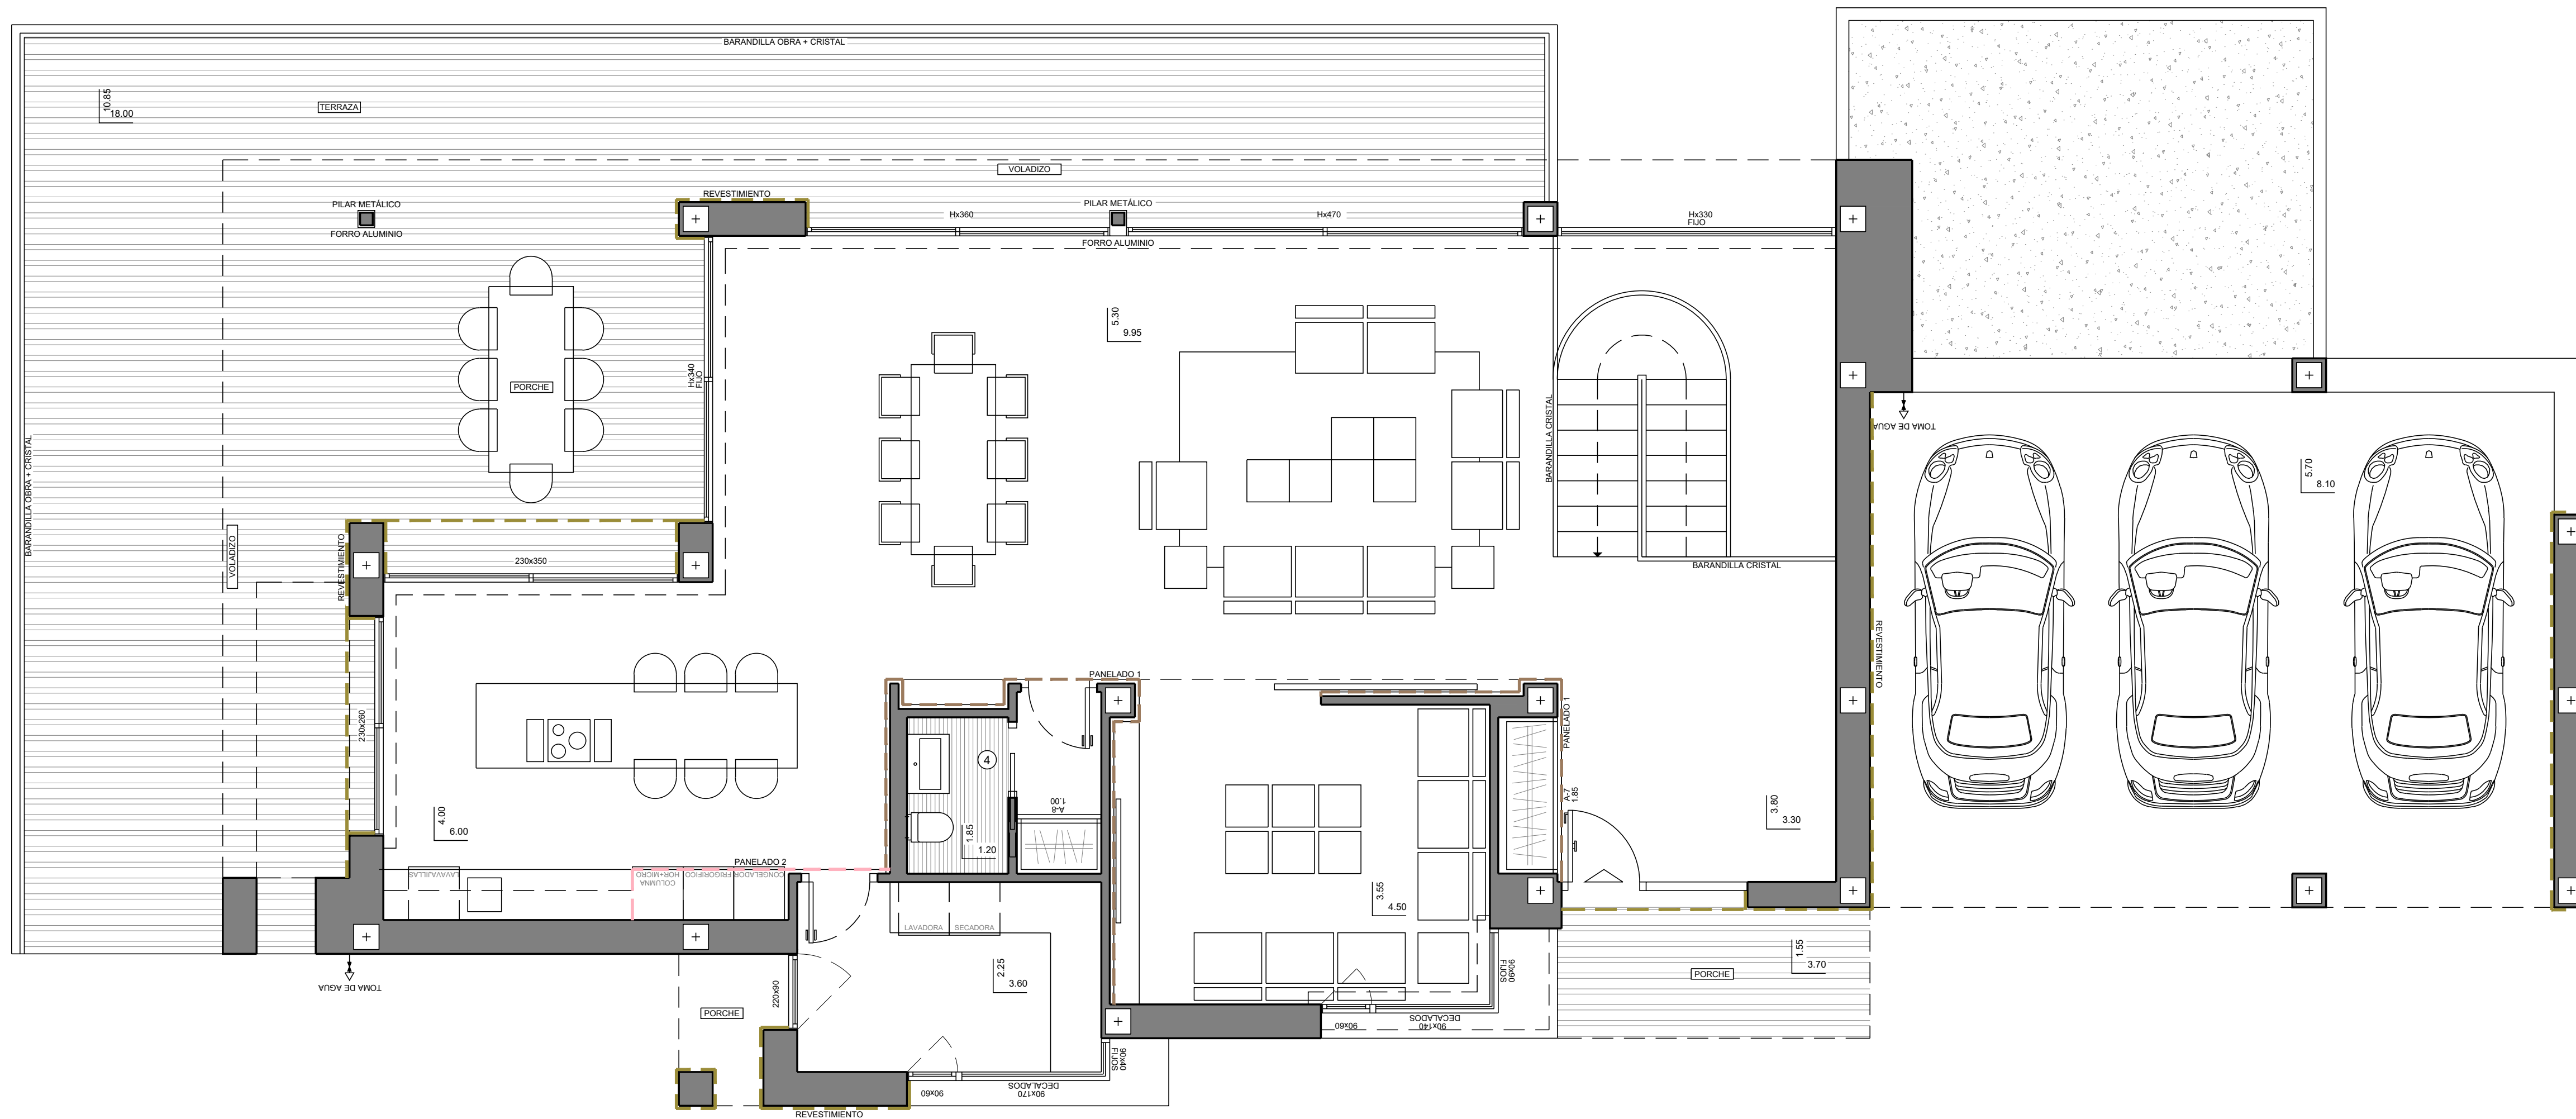 BARANDILLA OBRA + CRISTAL
10.85
18.00
TERRAZA
VOLADIZO
REVESTIMIENTO
PILAR METÁLICO
FORRO ALUMINIO
Hx360
PILAR METÁLICO
FORRO ALUMINIO
Hx470
Hx330
FIJO
5.30
9.95
PORCHE
Hx340
FIJO
BARANDILLA CRISTAL
TOMA DE AGUA
5.70
8.10
BARANDILLA OBRA + CRISTAL
VOLADIZO
REVESTIMIENTO
230x350
BARANDILLA CRISTAL
REVESTIMIENTO
230x260
PANELADO 1
PANELADO 1
4
A-8
1.00
A-7
1.85
4.00
6.00
1.85
1.20
3.80
3.30
PANELADO 2
LAVAVAJILLAS
COLUMNA
HOR+MICRO
FRIGORIFICO
CONGELADOR
3.55
4.50
LAVADORA
SECADORA
TOMA DE AGUA
2.25
3.60
220x90
PORCHE
90x90
FIJOS
1.55
3.70
PORCHE
90x60
90x140
DECALADOS
90x40
FIJOS
90x60
90x170
DECALADOS
REVESTIMIENTO